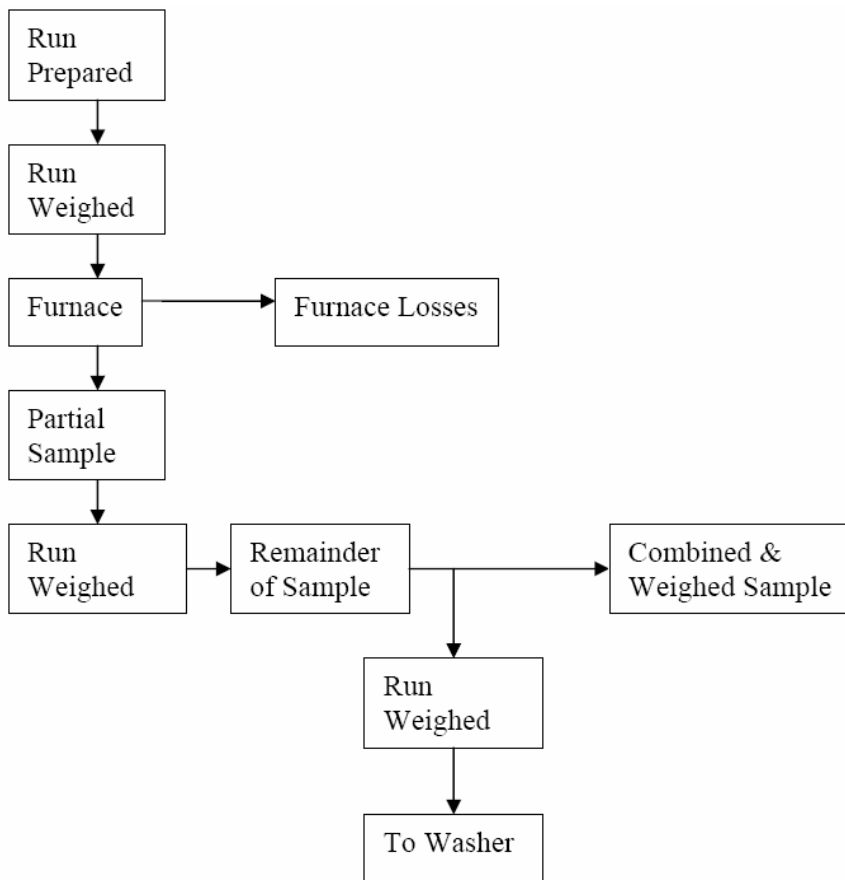 Run
Prepared
Run
Weighed
Furnace
Furnace Losses
Partial
Sample
Run
Weighed
Remainder
of Sample
Combined &
Weighed Sample
Run
Weighed
To Washer